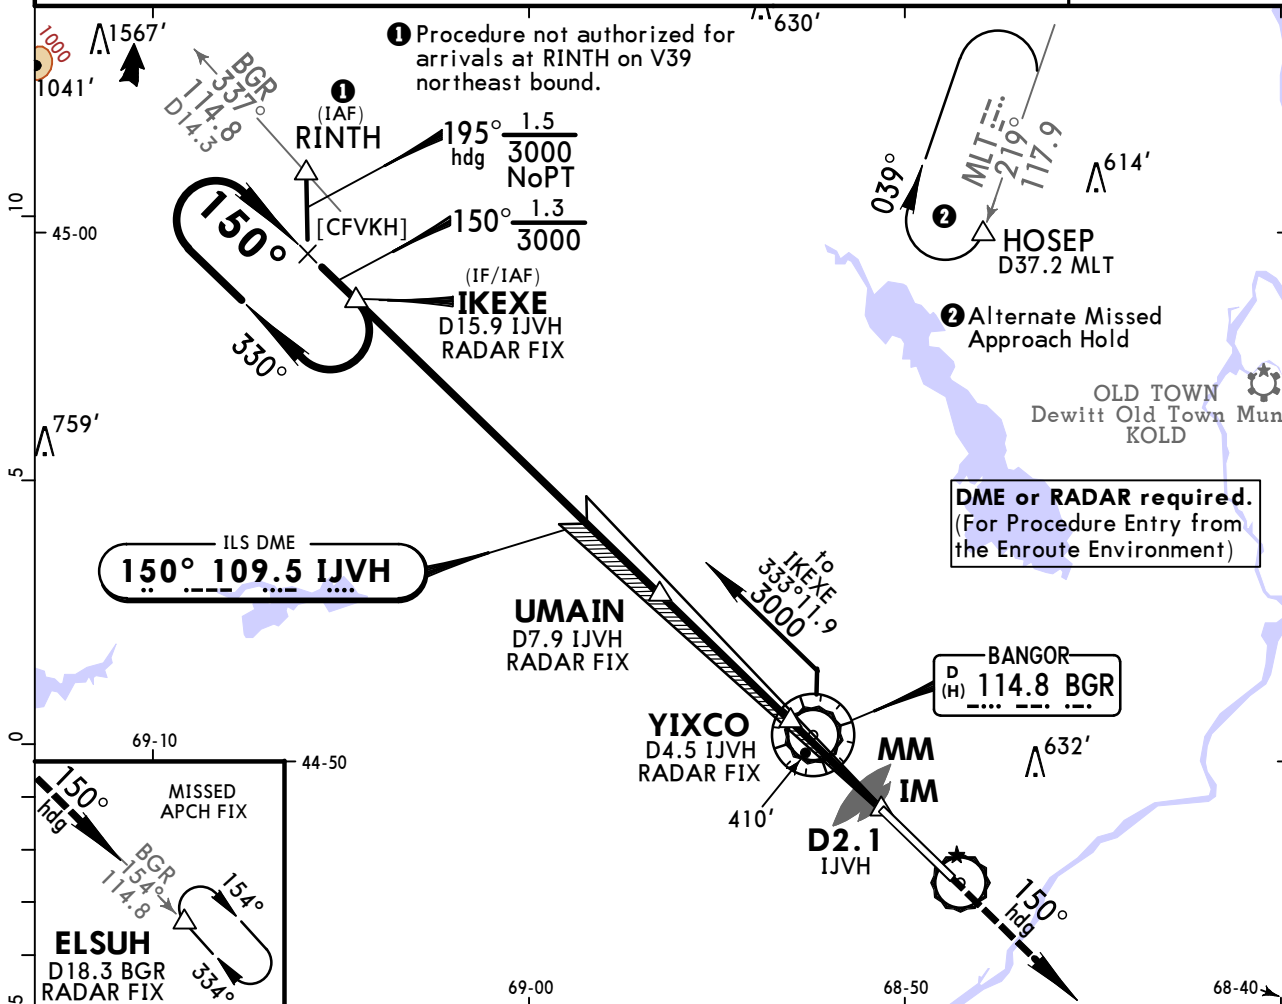 1567'
1000
1041'
❶ Procedure not authorized for
arrivals at RINTH on V39
northeast bound.
630'
BGR
337°
114.8
D14.3
❶
(IAF)
RINTH
195° 1.5
hdg 3000
NoPT
[CFVKH]
150° 1.3
3000
150°
330°
(IF/IAF)
IKEXE
D15.9 IJVH
RADAR FIX
MLT
219°
117.9
039°
❷
614'
HOSEP
D37.2 MLT
❷ Alternate Missed
Approach Hold
10
45-00
OLD TOWN
Dewitt Old Town Mun
KOLD
759'
5
DME or RADAR required.
(For Procedure Entry from
the Enroute Environment)
ILS DME
150° 109.5 IJVH
to
IKEXE
333° 11.9
3000
UMAIN
D7.9 IJVH
RADAR FIX
BANGOR
D
(H) 114.8 BGR
YIXCO
D4.5 IJVH
RADAR FIX
0
69-10
44-50
410'
MM
IM
632'
D2.1
IJVH
150°
hdg
MISSED
APCH FIX
150°
hdg
BGR
154°
114.8
154°
334°
ELSUH
D18.3 BGR
RADAR FIX
5
69-00
68-50
68-40